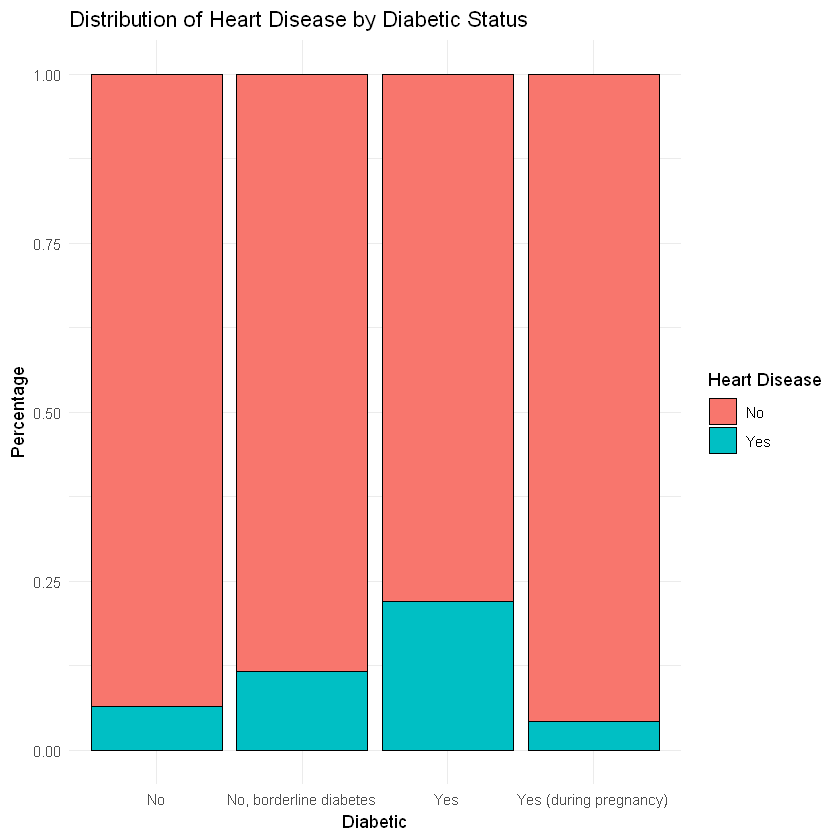 Distribution of Heart Disease by Diabetic Status
1.00
0.75
0.50
0.25
0.00
Percentage
No
No, borderline diabetes
Yes
Yes (during pregnancy)
Diabetic
Heart Disease
No
Yes